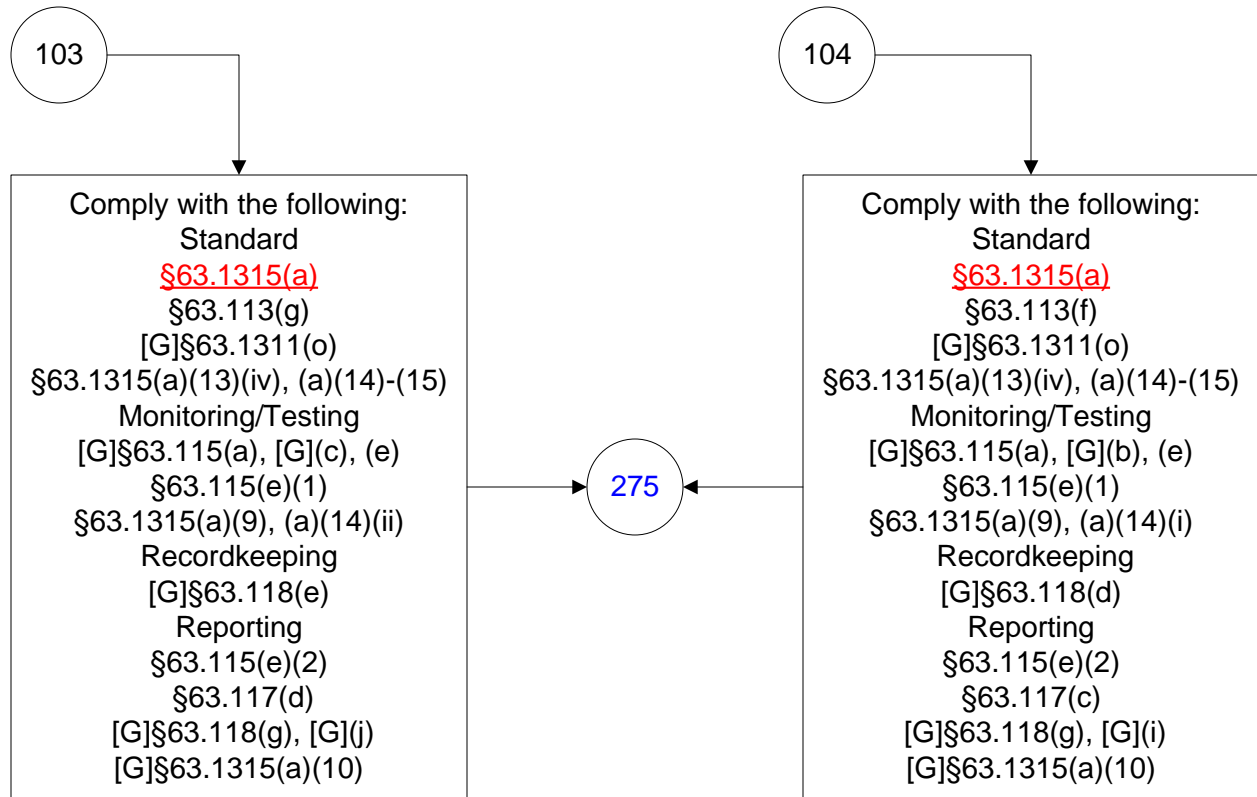 103
Comply with the following:
Standard
§63.1315(a)
§63.113(g)
[G]§63.1311(o)
§63.1315(a)(13)(iv), (a)(14)-(15)
Monitoring/Testing
[G]§63.115(a), [G](c), (e)
§63.115(e)(1)
§63.1315(a)(9), (a)(14)(ii)
Recordkeeping
[G]§63.118(e)
Reporting
§63.115(e)(2)
§63.117(d)
[G]§63.118(g), [G](j)
[G]§63.1315(a)(10)
104
Comply with the following:
Standard
§63.1315(a)
§63.113(f)
[G]§63.1311(o)
§63.1315(a)(13)(iv), (a)(14)-(15)
Monitoring/Testing
[G]§63.115(a), [G](b), (e)
§63.115(e)(1)
§63.1315(a)(9), (a)(14)(i)
Recordkeeping
[G]§63.118(d)
Reporting
§63.115(e)(2)
§63.117(c)
[G]§63.118(g), [G](i)
[G]§63.1315(a)(10)
275